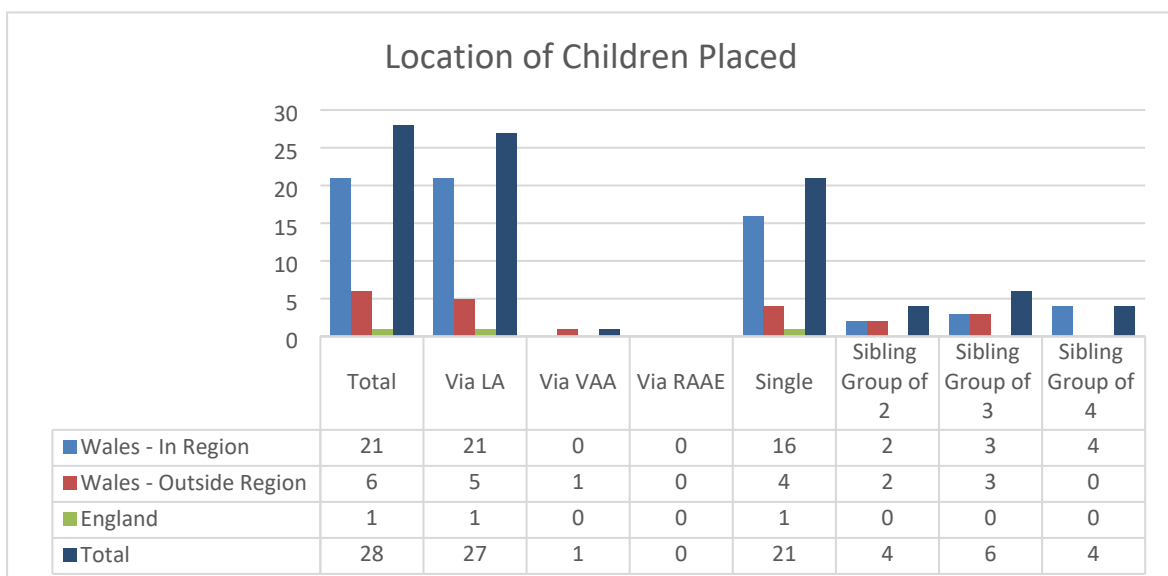 Location of Children Placed
30
25
20
15
10
5
0
Total Via LA Via VAA Via RAAE Single Sibling Group of 2 Sibling Group of 3 Sibling Group of 4
Wales - In Region 21 21 0 0 16 2 3 4
Wales - Outside Region 6 5 1 0 4 2 3 0
England 1 1 0 0 1 0 0 0
Total 28 27 1 0 21 4 6 4